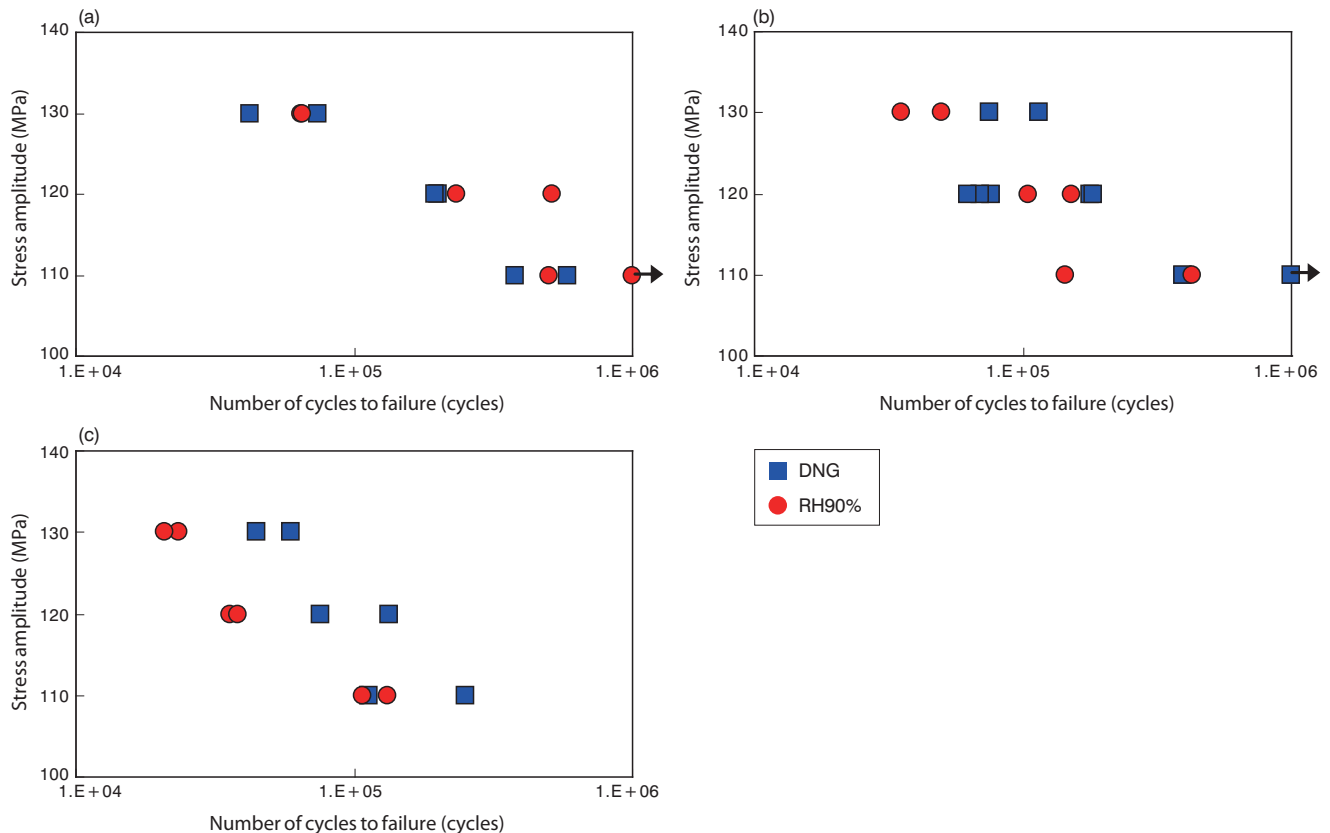 (a)
140
130
120
110
100
Stress amplitude (MPa)
1.E + 04
1.E + 05
1.E + 06
Number of cycles to failure (cycles)
(b)
140
130
120
110
100
Stress amplitude (MPa)
1.E + 04
1.E + 05
1.E + 06
Number of cycles to failure (cycles)
(c)
140
130
120
110
100
Stress amplitude (MPa)
1.E + 04
1.E + 05
1.E + 06
Number of cycles to failure (cycles)
DNG
RH90%